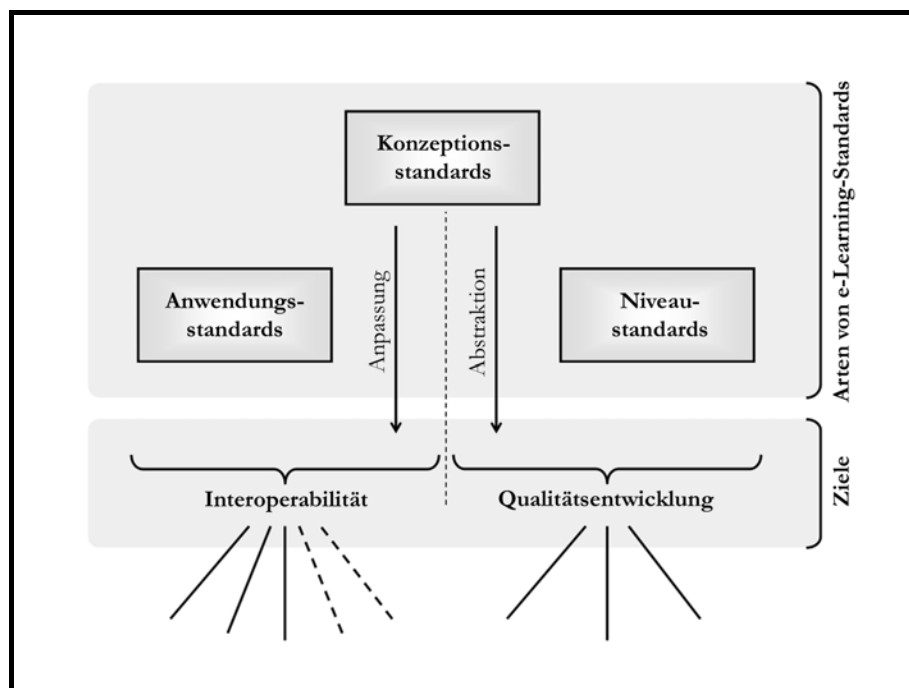 Konzeptions-
standards
Anwendungs-
standards
Anpassung
Abstraktion
Niveau-
standards
Arten von e-Learning-Standards
Interoperabilität
Qualitätsentwicklung
Ziele